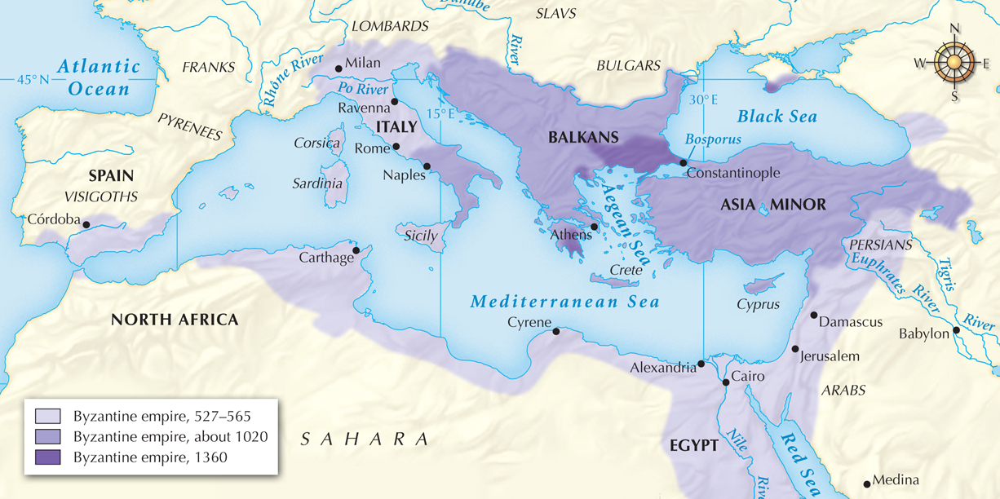 Danube
SLAVS
LOMBARDS
River
N
Atlantic
Ocean
FRANKS
Rhône River
Milan
BULGARS
W
E
45°N
Po River
S
Ravenna
15°E
30°E
Black Sea
PYRENEES
ITALY
Corsica
Rome
BALKANS
Bosporus
SPAIN
Naples
Constantinople
VISIGOTHS
Sardinia
Aegean Sea
ASIA MINOR
Córdoba
Sicily
Athens
PERSIANS
Carthage
Crete
Euphrates
River
Tigris
River
Mediterranean Sea
Cyprus
NORTH AFRICA
Cyrene
Damascus
Babylon
Jerusalem
Alexandria
Cairo
ARABS
Byzantine empire, 527–565
Byzantine empire, about 1020
Byzantine empire, 1360
SAHARA
EGYPT
Nile
Red Sea
Medina